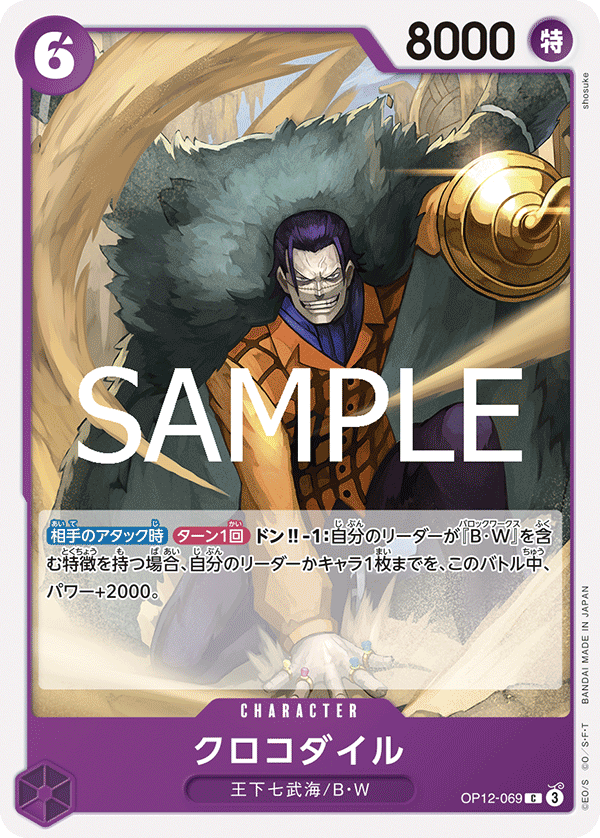 6
8000 特
shosuke
SAMPLE
相手のアタック時 ターン1回 ドン!!-1:自分のリーダーが『B・W』を含
む特徴を持つ場合、自分のリーダーかキャラ1枚までを、このバトル中、
パワー+2000。
CHARACTER
クロコダイル
王下七武海/B・W
OP12-069 C 3
©E.O/S ©O/S・F・T BANDAI MADE IN JAPAN